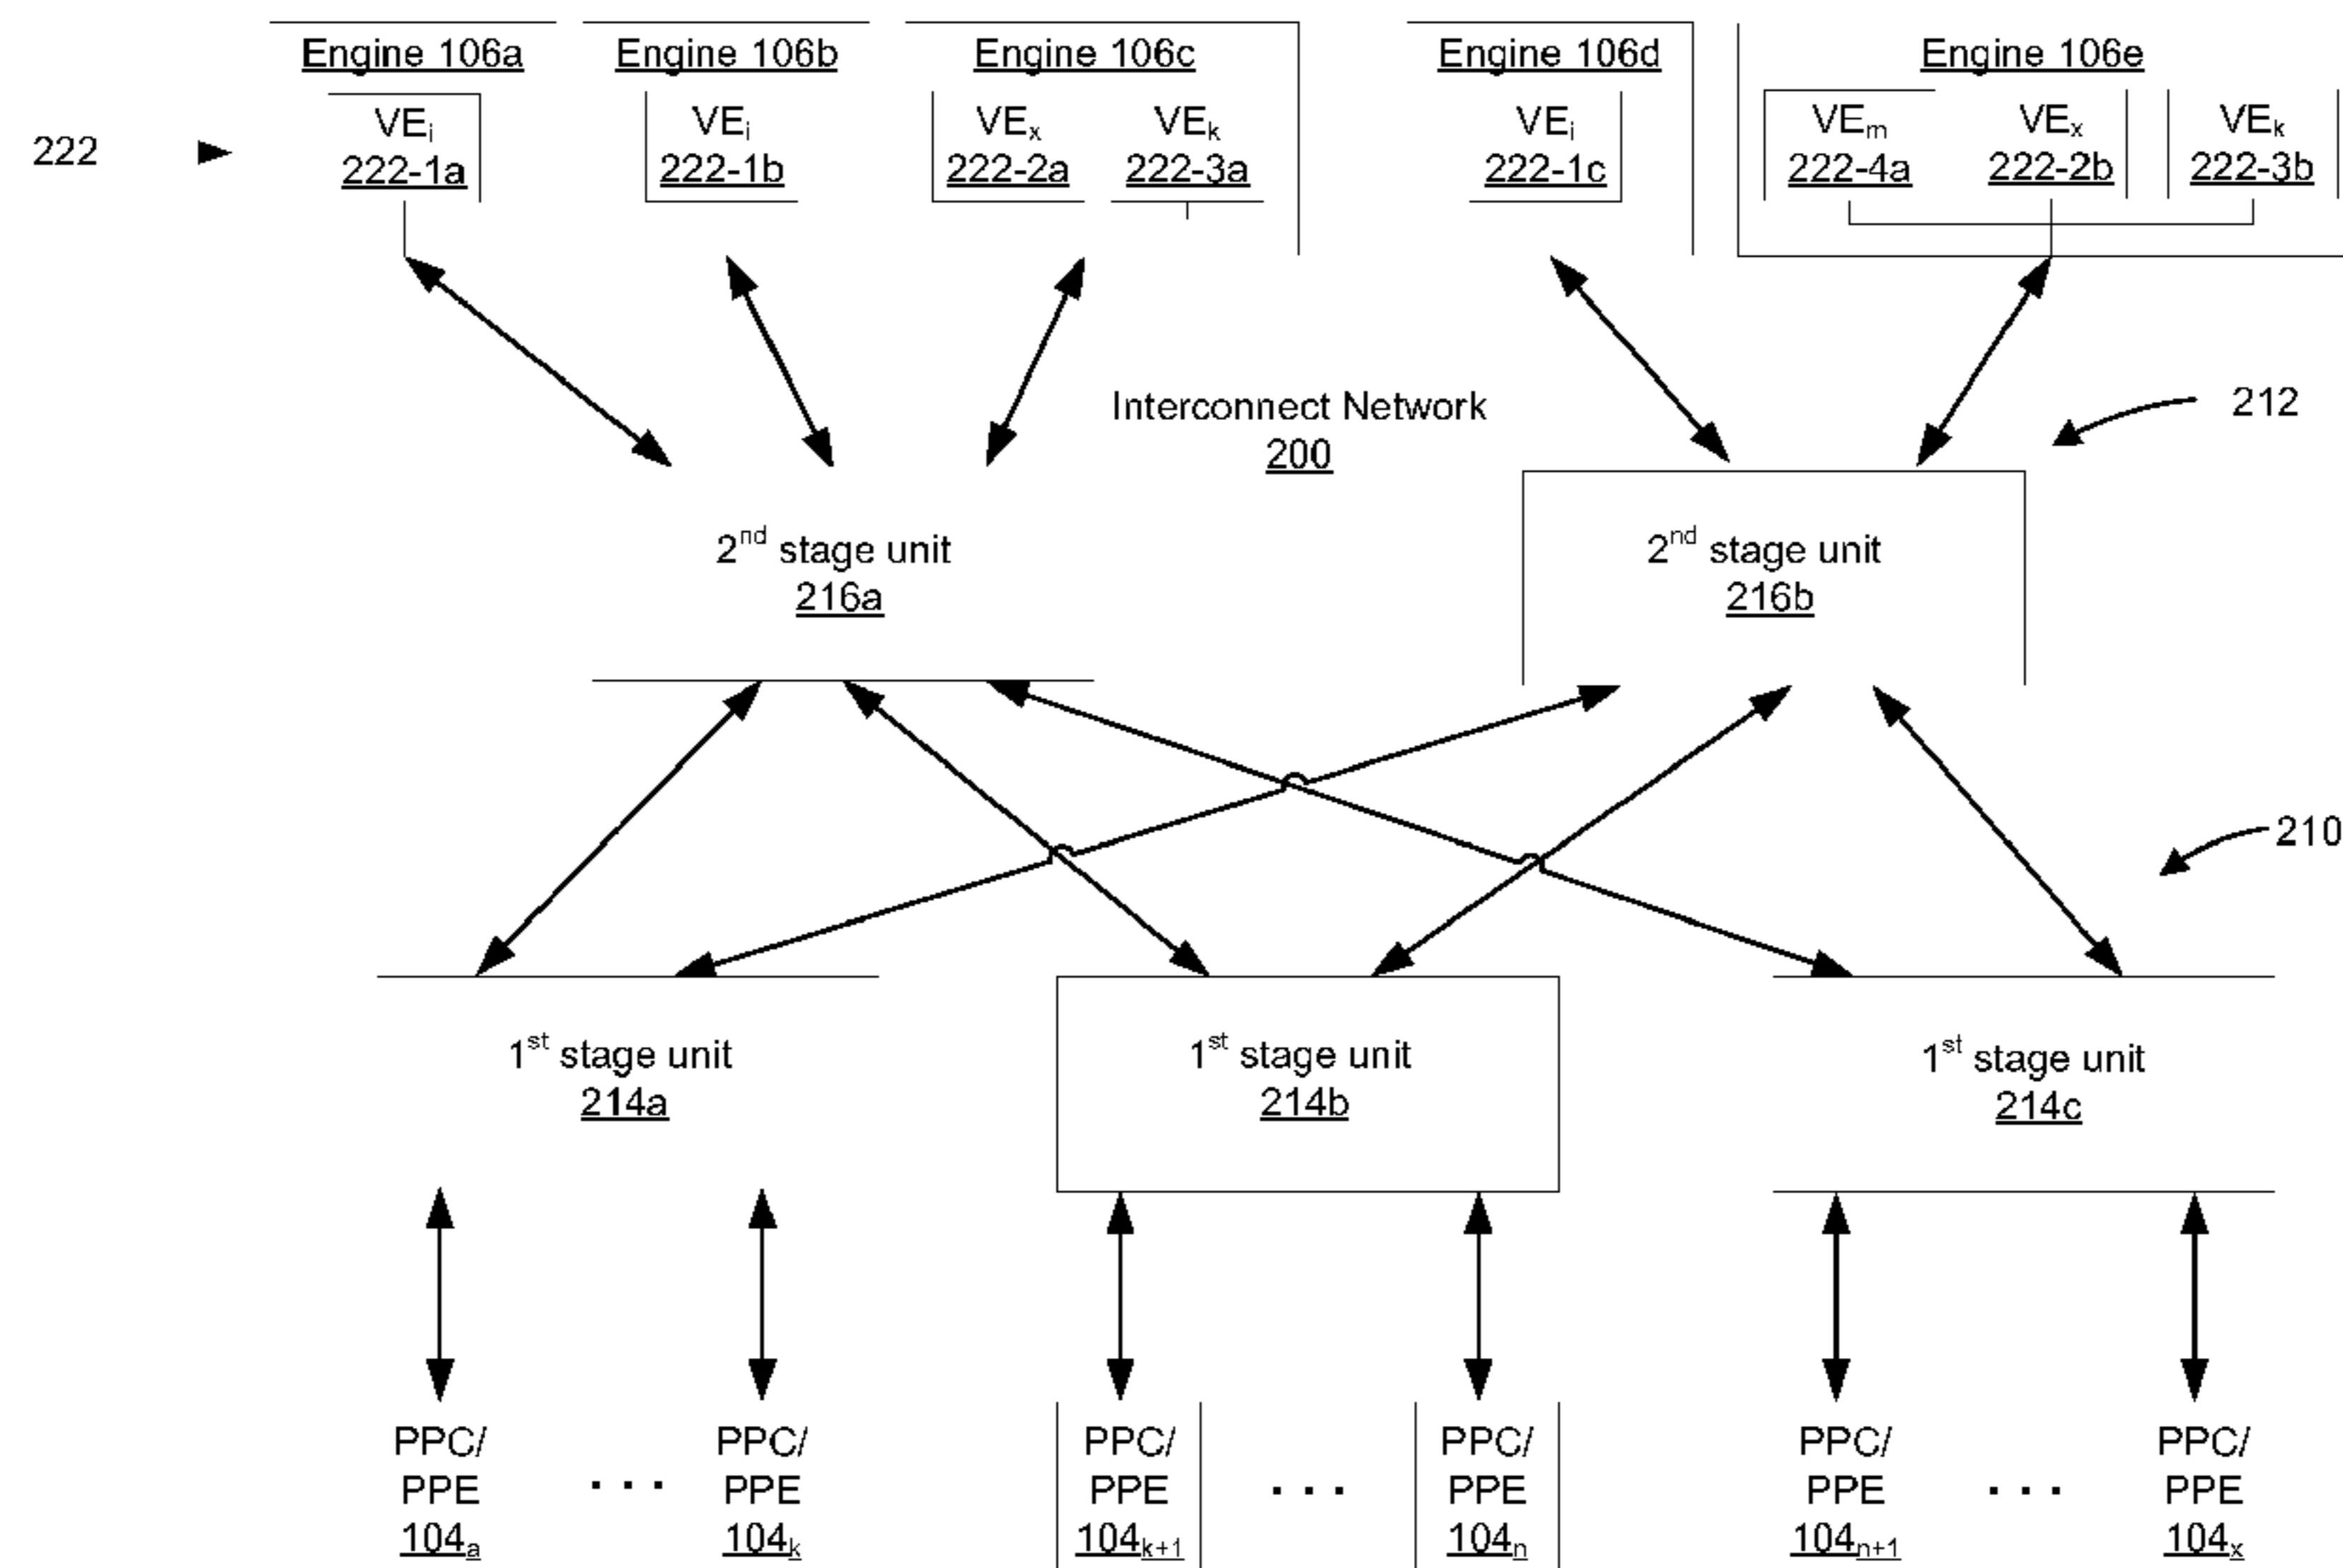 Engine 106a Engine 106b Engine 106c Engine 106d Engine 106e
VEi VEi VEx VEk VEi VEm VEx VEk
222 222-1a 222-1b 222-2a 222-3a 222-1c 222-4a 222-2b 222-3b
Interconnect Network 212
200
2nd stage unit 2nd stage unit
216a 216b
210
1st stage unit 1st stage unit 1st stage unit
214a 214b 214c
PPC/ PPC/ PPC/ PPC/ PPC/ PPC/
PPE ... PPE PPE ... PPE PPE ... PPE
104a 104k 104k+1 104n 104n+1 104x